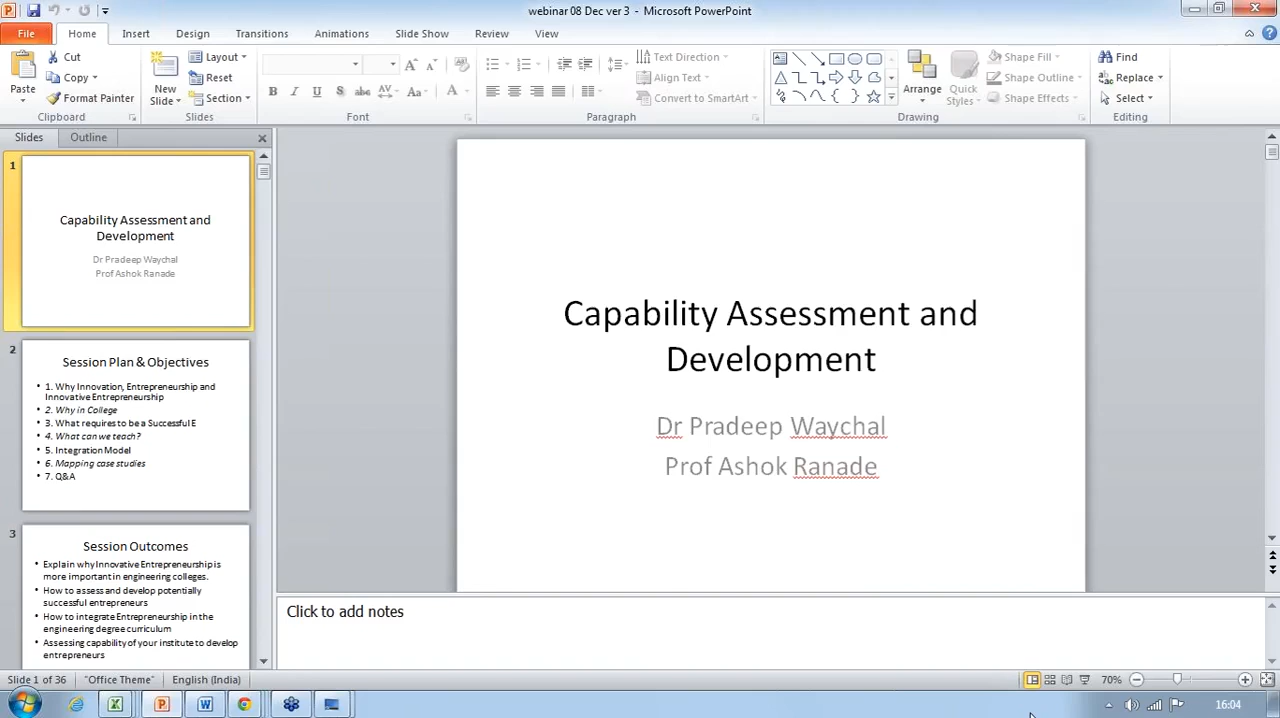 webinar 08 Dec ver 3 - Microsoft PowerPoint
File Home Insert Design Transitions Animations Slide Show Review View
Paste
Cut
Copy
Format Painter
Clipboard
New Slide
Layout
Reset
Section
Slides
Font
Text Direction
Align Text
Convert to SmartArt
Paragraph
Arrange
Quick Styles
Shape Fill
Shape Outline
Shape Effects
Drawing
Find
Replace
Select
Editing
Slides Outline
1
Capability Assessment and
Development
Dr Pradeep Waychal
Prof Ashok Ranade
2
Session Plan & Objectives
• 1. Why Innovation, Entrepreneurship and
Innovative Entrepreneurship
• 2. Why in College
• 3. What requires to be a Successful E
• 4. What can we teach?
• 5. Integration Model
• 6. Mapping case studies
• 7. Q&A
3
Session Outcomes
• Explain why Innovative Entrepreneurship is
more important in engineering colleges.
• How to assess and develop potentially
successful entrepreneurs
• How to integrate Entrepreneurship in the
engineering degree curriculum
• Assessing capability of your institute to develop
entrepreneurs
Capability Assessment and
Development
Dr Pradeep Waychal
Prof Ashok Ranade
Click to add notes
Slide 1 of 36 "Office Theme" English (India) 70%
16:04